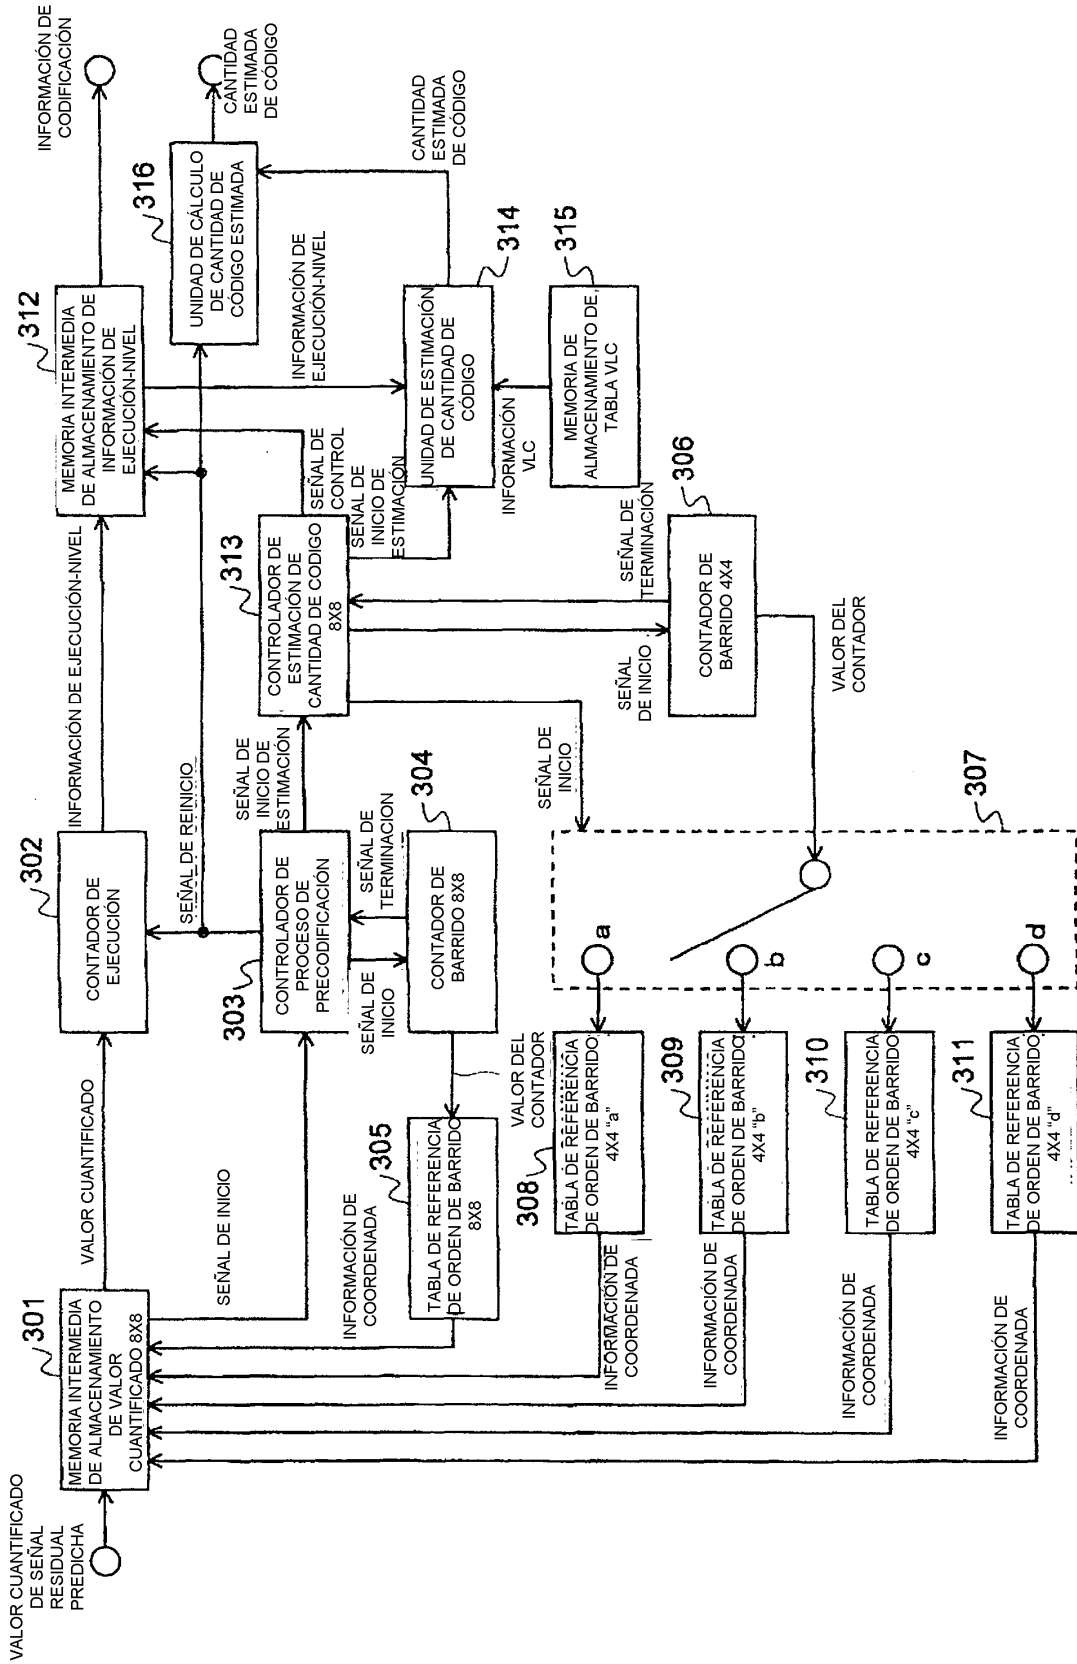 VALOR CUANTIFICADO
DE SEÑAL
RESIDUAL
PREDICHA
301
MEMORIA INTERMEDIA
DE ALMACENAMIENTO
DE VALOR
CUANTIFICADO 8X8
VALOR CUANTIFICADO
302
CONTADOR DE
EJECUCIÓN
INFORMACIÓN DE EJECUCIÓN-NIVEL
312
MEMORIA INTERMEDIA
DE ALMACENAMIENTO DE
INFORMACIÓN DE
EJECUCIÓN-NIVEL
INFORMACIÓN DE
CODIFICACIÓN
SEÑAL DE REINICIO
316
UNIDAD DE CÁLCULO
DE CANTIDAD DE
CÓDIGO ESTIMADA
CANTIDAD
ESTIMADA
DE CÓDIGO
SEÑAL DE INICIO
303
CONTROLADOR DE
PROCESO DE
PRECODIFICACIÓN
SEÑAL DE
INICIO DE
ESTIMACIÓN
313
CONTROLADOR DE
ESTIMACIÓN DE
CANTIDAD DE CODIGO
8X8
SEÑAL DE
CONTROL
SEÑAL DE
INICIO DE
ESTIMACIÓN
INFORMACIÓN DE
EJECUCIÓN-NIVEL
CANTIDAD
ESTIMADA
DE CÓDIGO
314
UNIDAD DE ESTIMACIÓN
DE CANTIDAD DE
CÓDIGO
INFORMACIÓN
VLC
315
MEMORIA DE
ALMACENAMIENTO DE
TABLA VLC
SEÑAL DE
INICIO
SEÑAL DE
TERMINACION
304
CONTADOR DE
BARRIDO 8X8
VALOR DEL
CONTADOR
305
TABLA DE REFERENCIA
DE ORDEN DE BARRIDO
8X8
INFORMACIÓN DE
COORDENADA
SEÑAL DE
INICIO
SEÑAL
DE INICIO
SEÑAL DE
TERMINACIÓN
306
CONTADOR DE
BARRIDO 4X4
VALOR DEL
CONTADOR
307
a
b
c
d
308
TABLA DE REFERENCIA
DE ORDEN DE BARRIDO
4X4 “a”
INFORMACIÓN DE
COORDENADA
309
TABLA DE REFERENCIA
DE ORDEN DE BARRIDO
4X4 “b”
INFORMACIÓN DE
COORDENADA
310
TABLA DE REFERENCIA
DE ORDEN DE BARRIDO
4X4 “c”
INFORMACIÓN DE
COORDENADA
311
TABLA DE REFERENCIA
DE ORDEN DE BARRIDO
4X4 “d”
INFORMACIÓN DE
COORDENADA